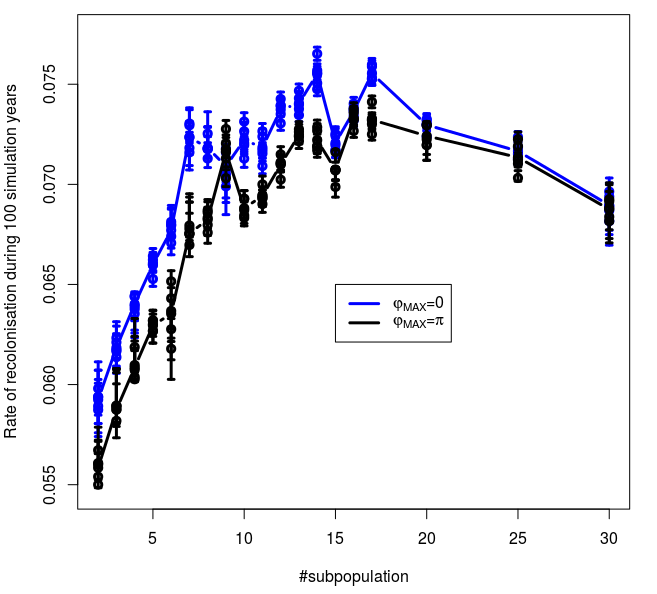 Rate of recolonisation during 100 simulation years
0.075
0.070
0.065
0.060
0.055
φMAX=0
φMAX=π
5 10 15 20 25 30
#subpopulation